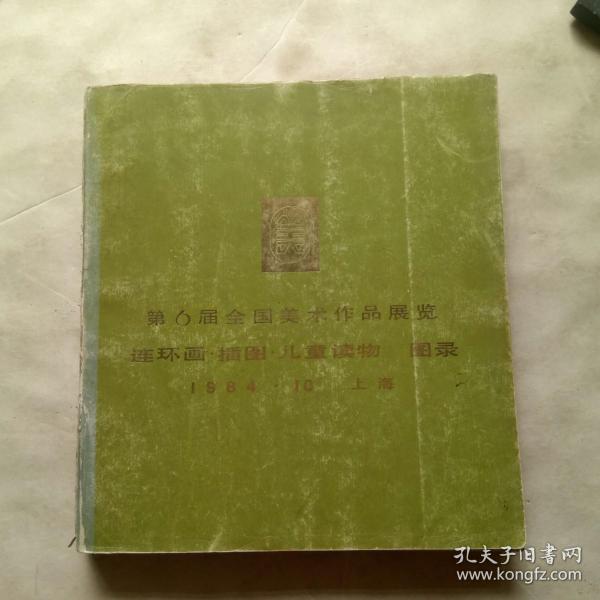 第6届全国美术作品展览
连环画·插图·儿童读物 图录
1984·10 上海
孔夫子旧书网
www.kongfz.com